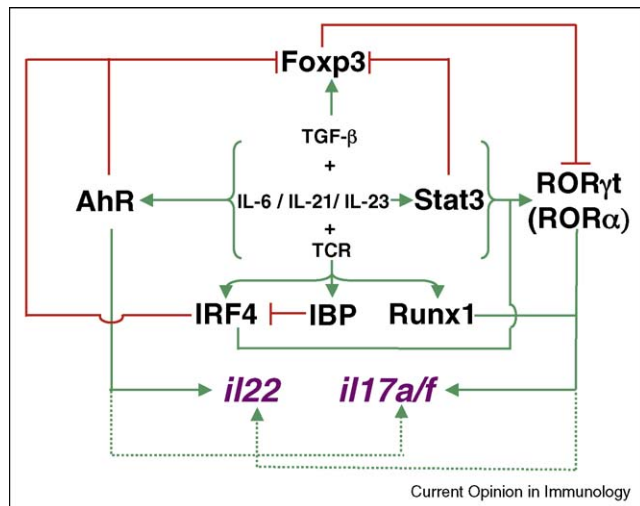 Foxp3
TGF-β
+
AhR
IL-6 / IL-21/ IL-23
Stat3
RORγt
(RORα)
+
TCR
IRF4
IBP
Runx1
il22
il17a/f
Current Opinion in Immunology